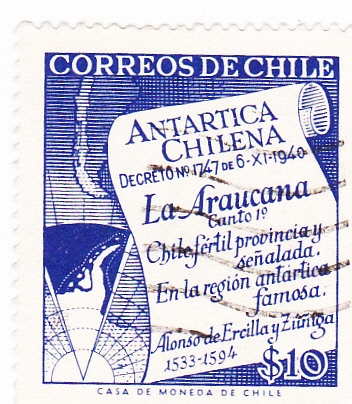 CORREOS DE CHILE
ANTARTICA
CHILENA
DECRETO Nº 1747 DE 6-XI-1940
La Araucana
Canto 1º
Chile fértil provincia y
señalada.
En la región antártica
famosa.
Alonso de Ercilla y Zúñiga
1533-1594
$10
CASA DE MONEDA DE CHILE